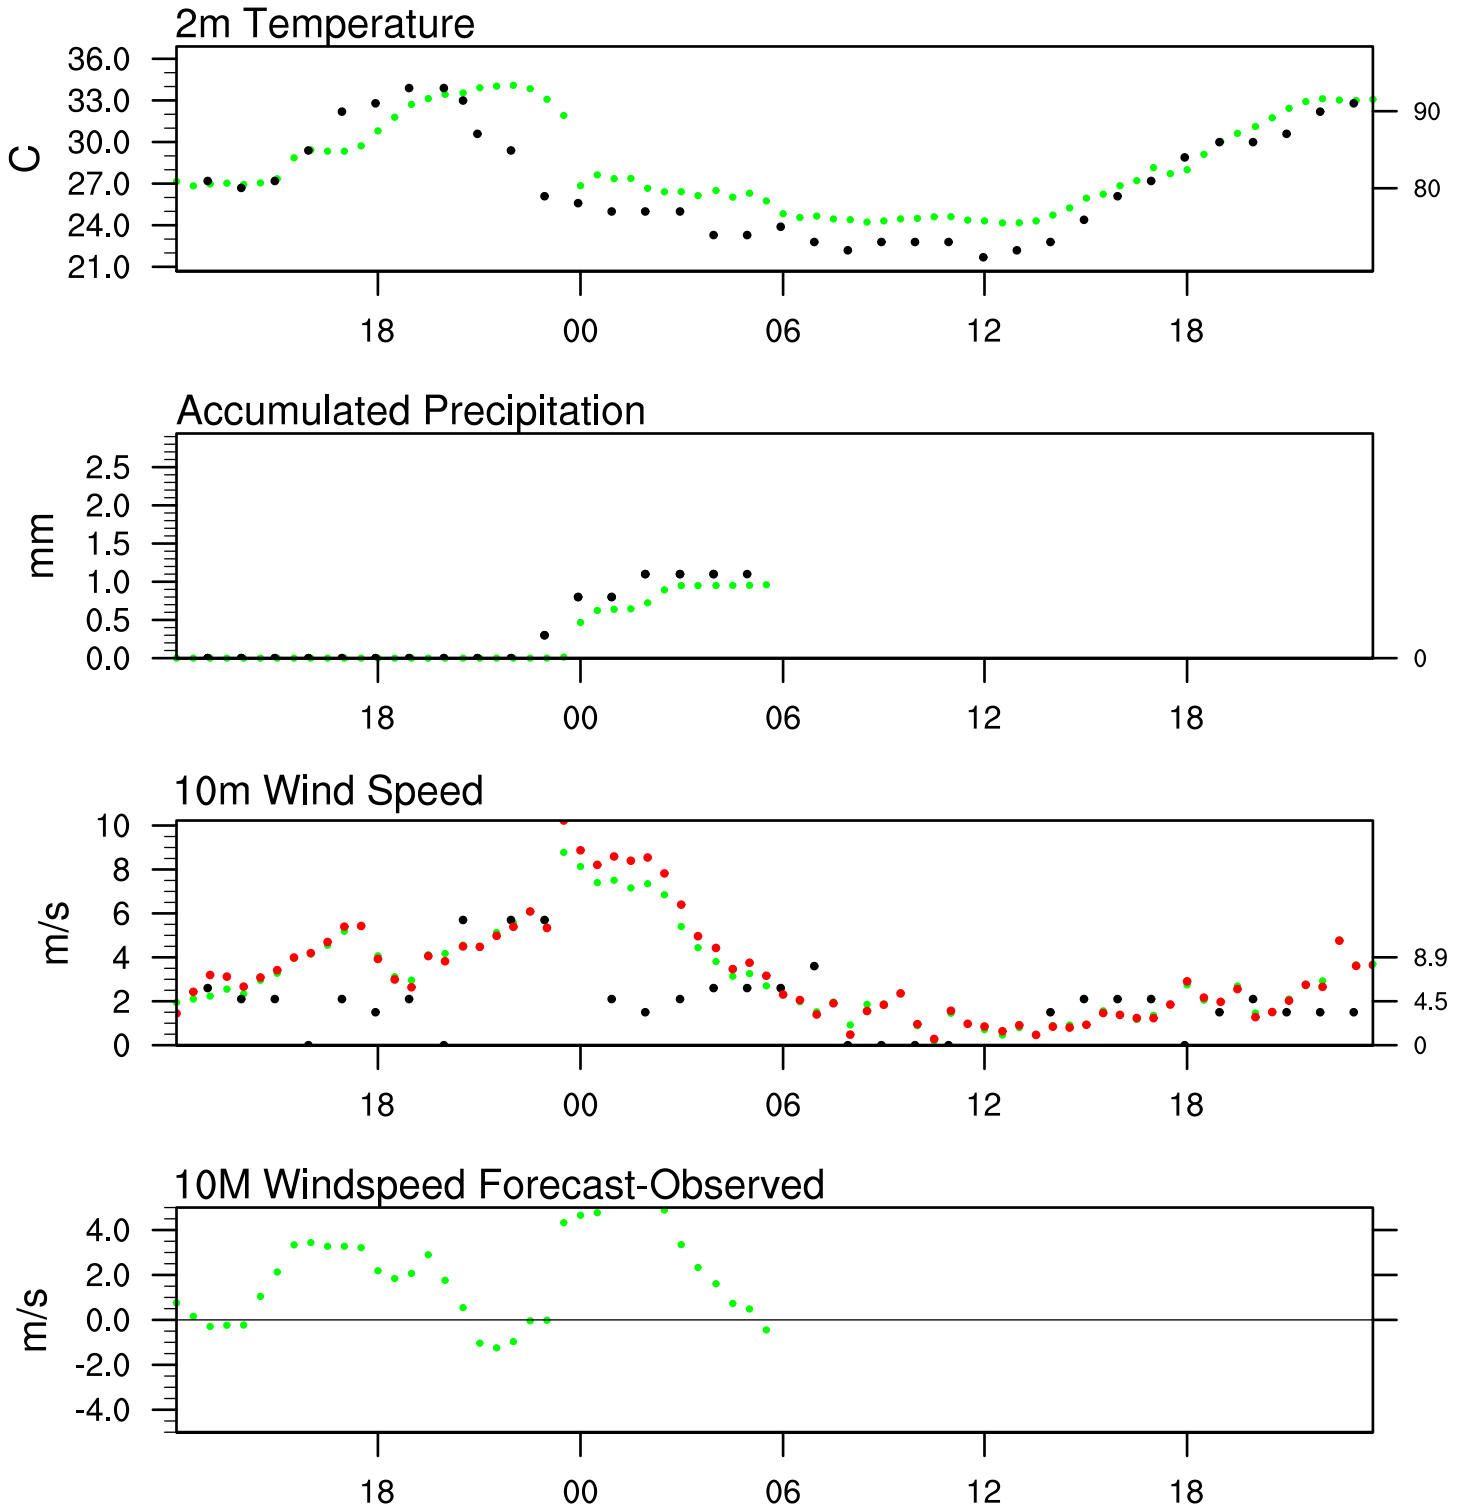 2m Temperature
36.0
33.0
30.0
27.0
24.0
21.0
C
90
80
18 00 06 12 18
Accumulated Precipitation
2.5
2.0
1.5
1.0
0.5
0.0
mm
0
18 00 06 12 18
10m Wind Speed
10
8
6
4
2
0
m/s
8.9
4.5
0
18 00 06 12 18
10M Windspeed Forecast-Observed
4.0
2.0
0.0
-2.0
-4.0
m/s
18 00 06 12 18